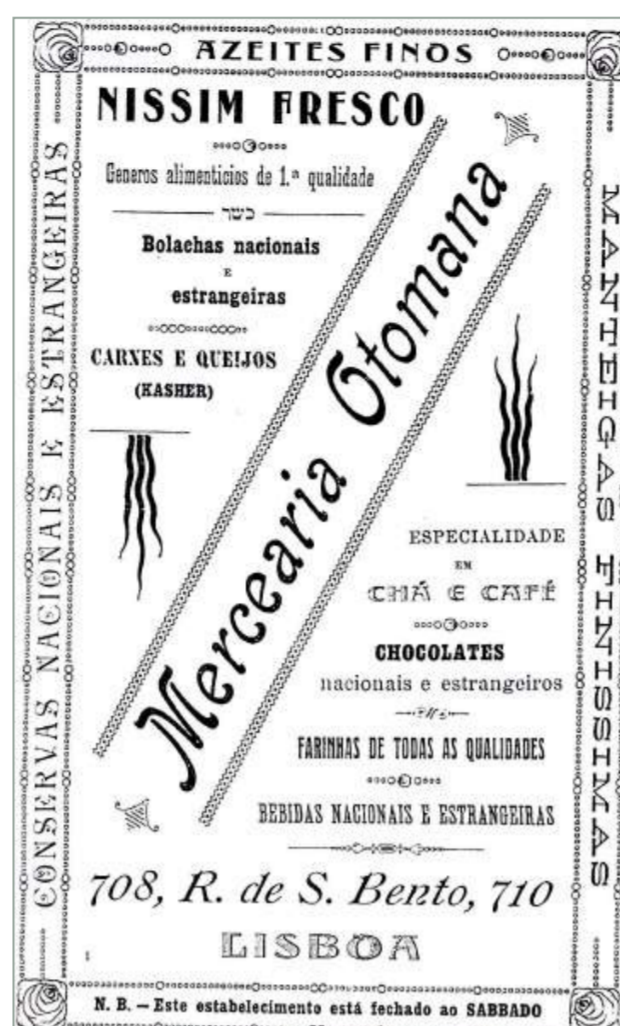 AZEITES FINOS
NISSIM FRESCO
Generos alimenticios de 1.ª qualidade
כשר
Bolachas nacionais
E
estrangeiras
CARNES E QUEIJOS
(KASHER)
Mercearia Otomana
ESPECIALIDADE
EM
CHÁ E CAFÉ
CHOCOLATES
nacionais e estrangeiros
FARINHAS DE TODAS AS QUALIDADES
BEBIDAS NACIONAIS E ESTRANGEIRAS
708, R. de S. Bento, 710
LISBOA
N. B. — Este estabelecimento está fechado ao SABBADO
CONSERVAS NACIONAIS E ESTRANGEIRAS
MANTEIGAS FINISSIMAS